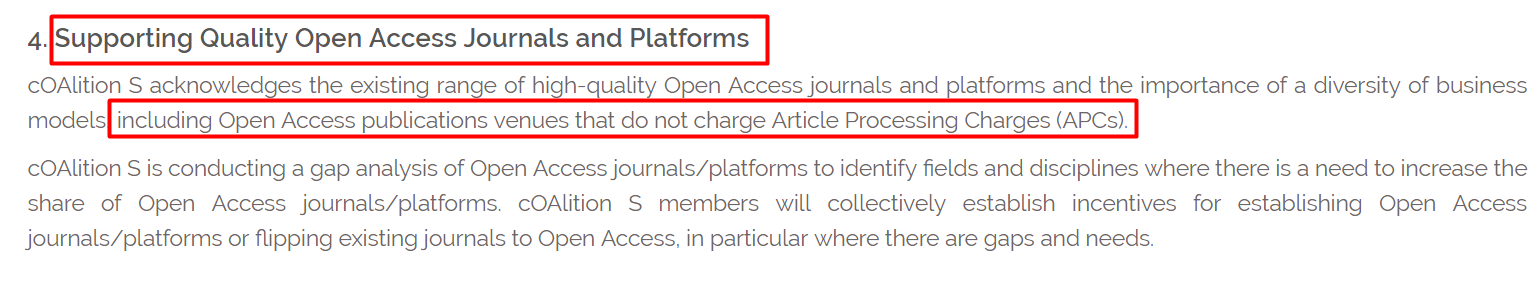 4. Supporting Quality Open Access Journals and Platforms
cOAlition S acknowledges the existing range of high-quality Open Access journals and platforms and the importance of a diversity of business
models including Open Access publications venues that do not charge Article Processing Charges (APCs).
cOAlition S is conducting a gap analysis of Open Access journals/platforms to identify fields and disciplines where there is a need to increase the
share of Open Access journals/platforms. cOAlition S members will collectively establish incentives for establishing Open Access
journals/platforms or flipping existing journals to Open Access, in particular where there are gaps and needs.